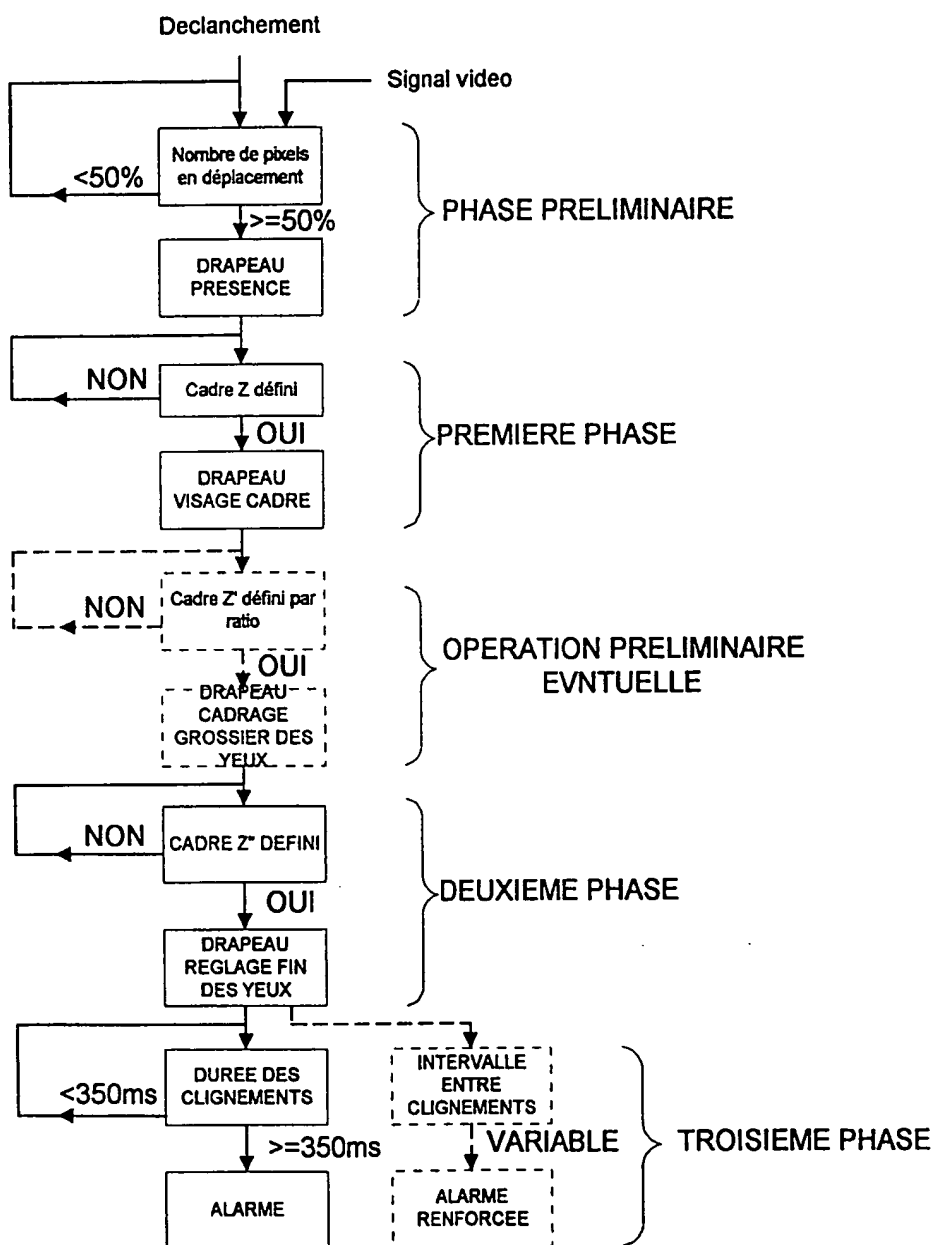 Declanchement
Signal video
Nombre de pixels
en déplacement
<50%
>=50%
PHASE PRELIMINAIRE
DRAPEAU
PRESENCE
NON
Cadre Z défini
OUI
PREMIERE PHASE
DRAPEAU
VISAGE CADRE
NON
Cadre Z' défini par
ratio
OUI
OPERATION PRELIMINAIRE
EVNTUELLE
DRAPEAU
CADRAGE
GROSSIER DES
YEUX
NON
CADRE Z" DEFINI
OUI
DEUXIEME PHASE
DRAPEAU
REGLAGE FIN
DES YEUX
<350ms
DUREE DES
CLIGNEMENTS
INTERVALLE
ENTRE
CLIGNEMENTS
>=350ms
VARIABLE
TROISIEME PHASE
ALARME
ALARME
RENFORCEE